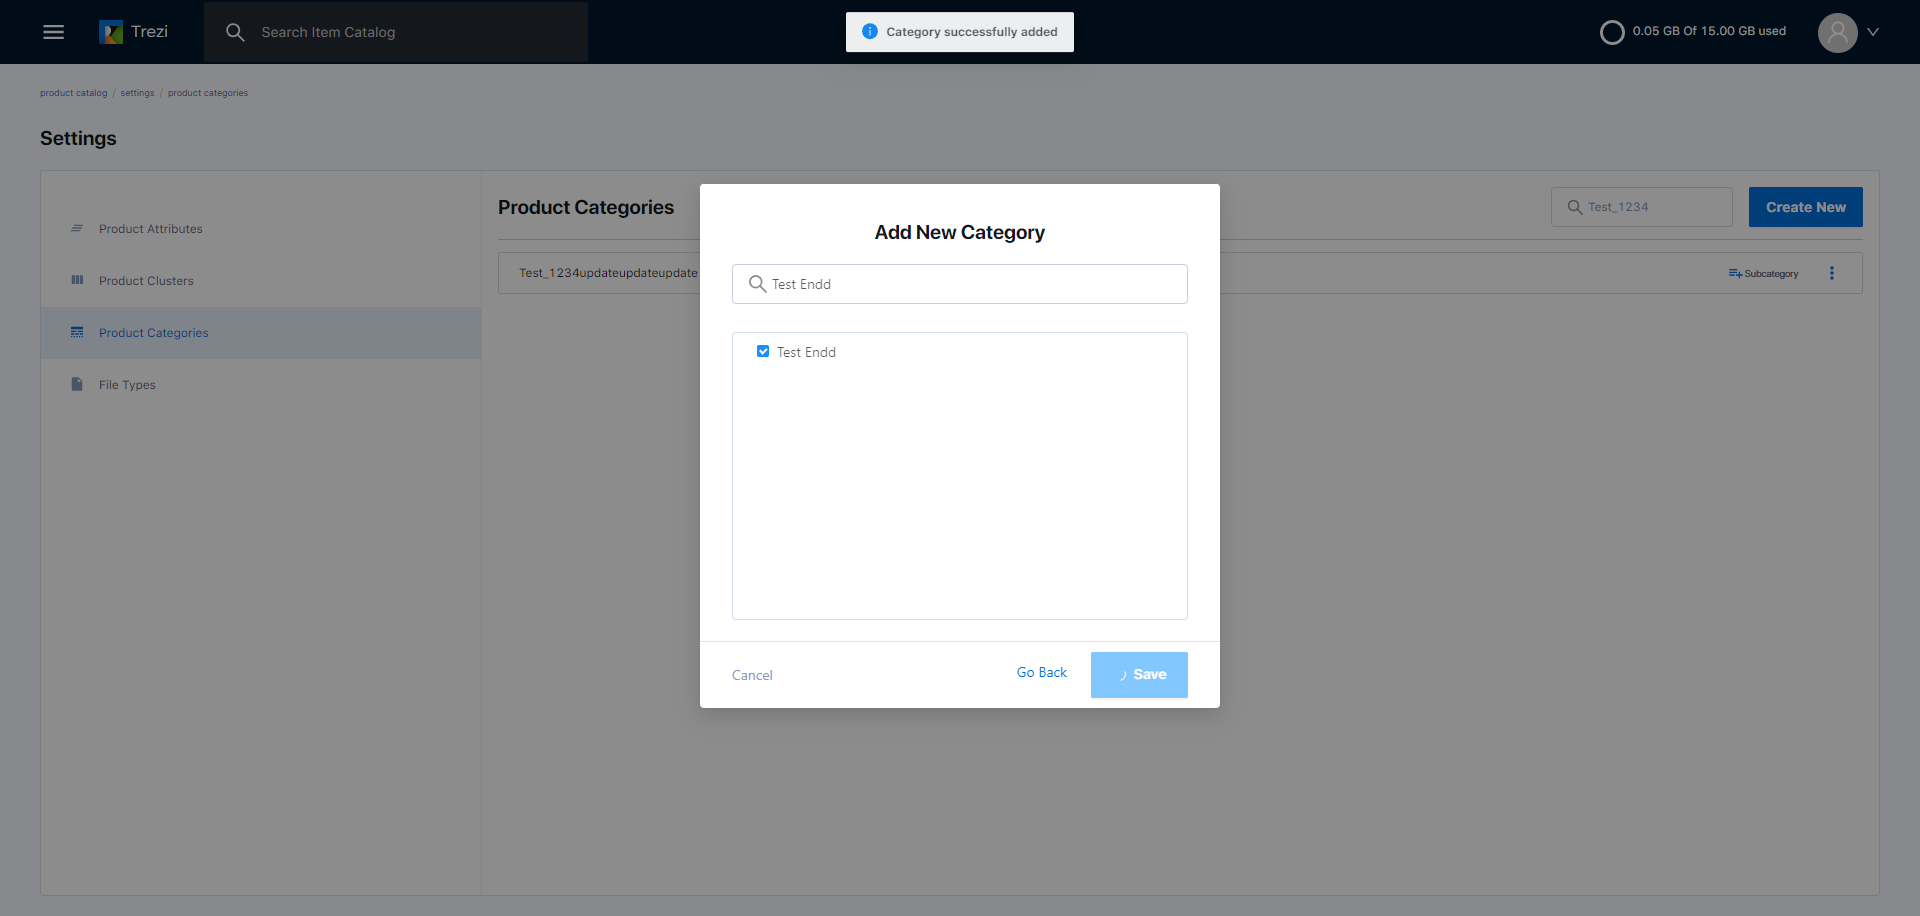 Trezi
Search Item Catalog
Category successfully added
0.05 GB Of 15.00 GB used
product catalog / settings / product categories
Settings
Product Attributes
Product Clusters
Product Categories
File Types
Product Categories
Test_1234
Create New
Test_1234updateupdateupdate
Subcategory
Add New Category
Test Endd
Test Endd
Cancel
Go Back
Save